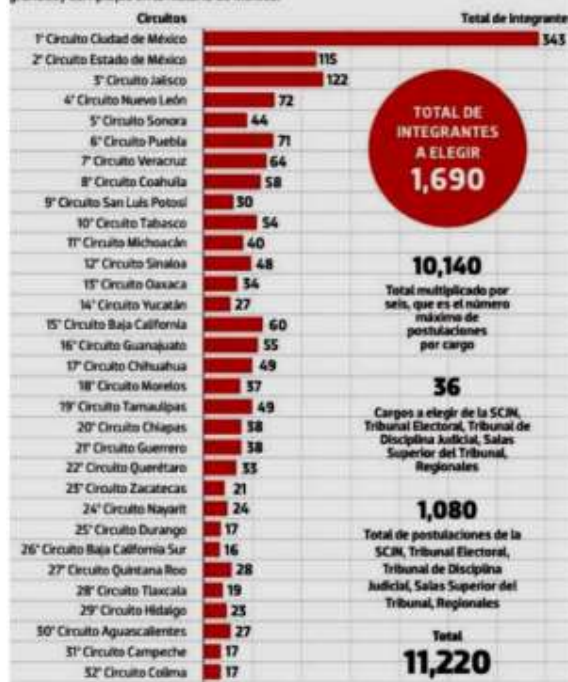 Circuitos Total de integrantes
1° Circuito Ciudad de México 343
2° Circuito Estado de México 115
3° Circuito Jalisco 122
4° Circuito Nuevo León 72
5° Circuito Sonora 44
6° Circuito Puebla 71
7° Circuito Veracruz 64
8° Circuito Coahuila 58
9° Circuito San Luis Potosí 30
10° Circuito Tabasco 54
11° Circuito Michoacán 40
12° Circuito Sinaloa 48
13° Circuito Oaxaca 34
14° Circuito Yucatán 27
15° Circuito Baja California 60
16° Circuito Guanajuato 55
17° Circuito Chihuahua 49
18° Circuito Morelos 37
19° Circuito Tamaulipas 49
20° Circuito Chiapas 38
21° Circuito Guerrero 38
22° Circuito Querétaro 33
23° Circuito Zacatecas 21
24° Circuito Nayarit 24
25° Circuito Durango 17
26° Circuito Baja California Sur 16
27° Circuito Quintana Roo 28
28° Circuito Tlaxcala 19
29° Circuito Hidalgo 23
30° Circuito Aguascalientes 27
31° Circuito Campeche 17
32° Circuito Colima 17
TOTAL DE
INTEGRANTES
A ELEGIR
1,690
10,140
Total multiplicado por
seis, que es el número
máximo de
postulaciones
por cargo
36
Cargos a elegir de la SCJN,
Tribunal Electoral, Tribunal de
Disciplina Judicial, Salas
Superior del Tribunal,
Regionales
1,080
Total de postulaciones de la
SCJN, Tribunal Electoral,
Tribunal de Disciplina
Judicial, Salas Superior del
Tribunal, Regionales
Total
11,220